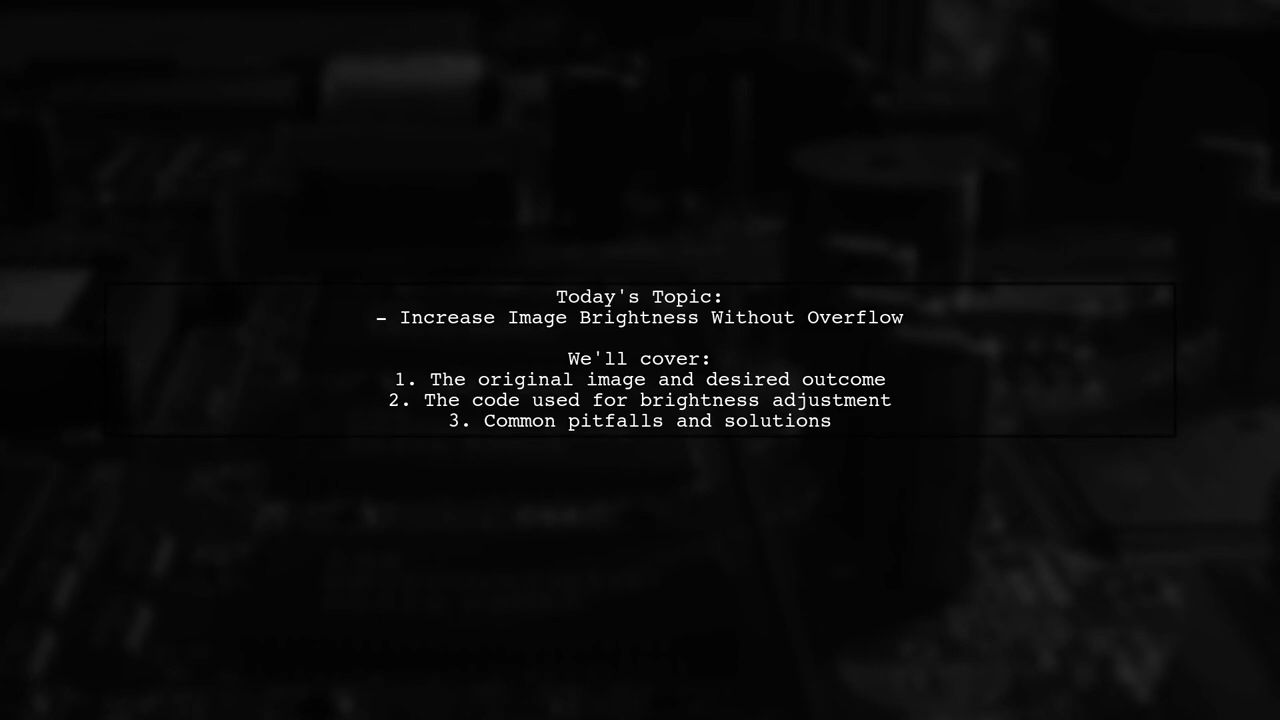 Today's Topic:
- Increase Image Brightness Without Overflow
We'll cover:
1. The original image and desired outcome
2. The code used for brightness adjustment
3. Common pitfalls and solutions